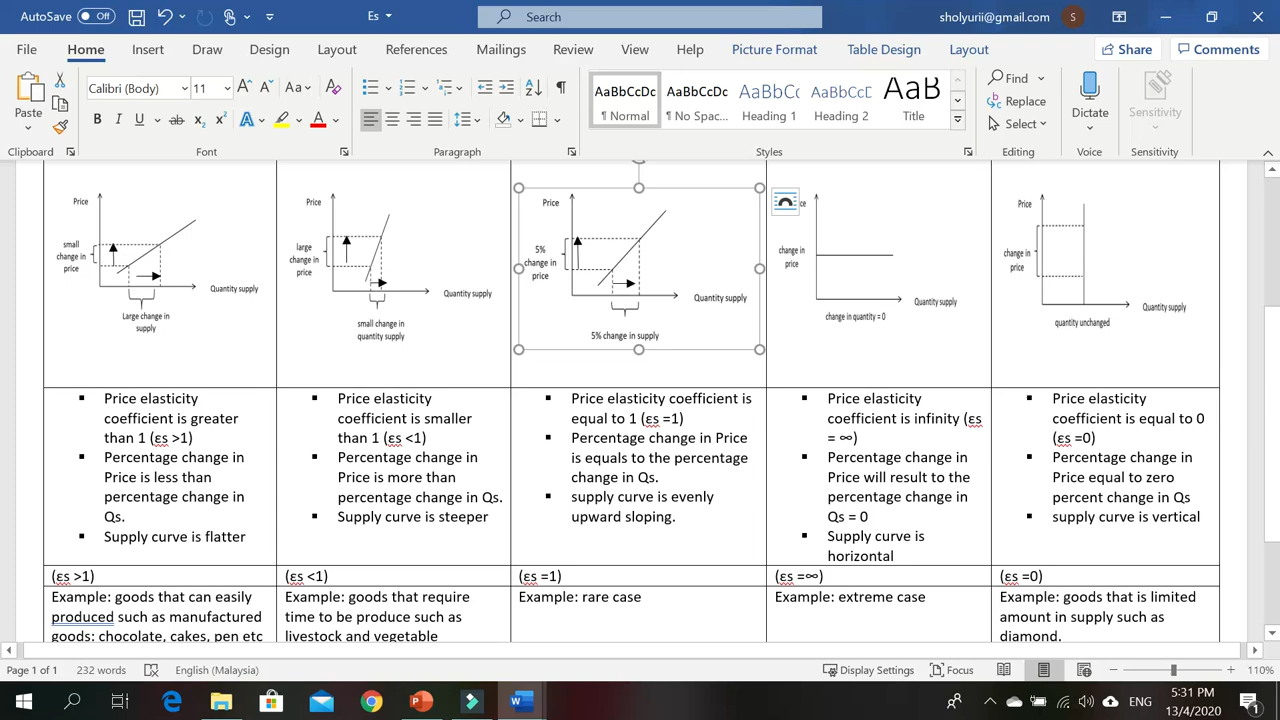 AutoSave Off
Es
Search
sholyurii@gmail.com S
File Home Insert Draw Design Layout References Mailings Review View Help Picture Format Table Design Layout Share Comments
Paste
Clipboard
Calibri (Body) 11
Font
Paragraph
AaBbCcDc
¶ Normal
AaBbCcDc
¶ No Spac...
AaBbCc
Heading 1
AaBbCcD
Heading 2
AaB
Title
Styles
Find
Replace
Select
Editing
Dictate
Voice
Sensitivity
Sensitivity
Price
small
change in
price
Quantity supply
Large change in
supply
Price
large
change in
price
Quantity supply
small change in
quantity supply
Price
5%
change in
price
Quantity supply
5% change in supply
ce
change in
price
Quantity supply
change in quantity = 0
Price
change in
price
Quantity supply
quantity unchanged
▪ Price elasticity
coefficient is greater
than 1 (εs >1)
▪ Percentage change in
Price is less than
percentage change in
Qs.
▪ Supply curve is flatter
▪ Price elasticity
coefficient is smaller
than 1 (εs <1)
▪ Percentage change in
Price is more than
percentage change in Qs.
▪ Supply curve is steeper
▪ Price elasticity coefficient is
equal to 1 (εs =1)
▪ Percentage change in Price
is equals to the percentage
change in Qs.
▪ supply curve is evenly
upward sloping.
▪ Price elasticity
coefficient is infinity (εs
= ∞)
▪ Percentage change in
Price will result to the
percentage change in
Qs = 0
▪ Supply curve is
horizontal
▪ Price elasticity
coefficient is equal to 0
(εs =0)
▪ Percentage change in
Price equal to zero
percent change in Qs
▪ supply curve is vertical
(εs >1)
(εs <1)
(εs =1)
(εs =∞)
(εs =0)
Example: goods that can easily
produced such as manufactured
goods: chocolate, cakes, pen etc
Example: goods that require
time to be produce such as
livestock and vegetable
Example: rare case
Example: extreme case
Example: goods that is limited
amount in supply such as
diamond.
Page 1 of 1 232 words English (Malaysia) Display Settings Focus 110%
ENG
5:31 PM
13/4/2020